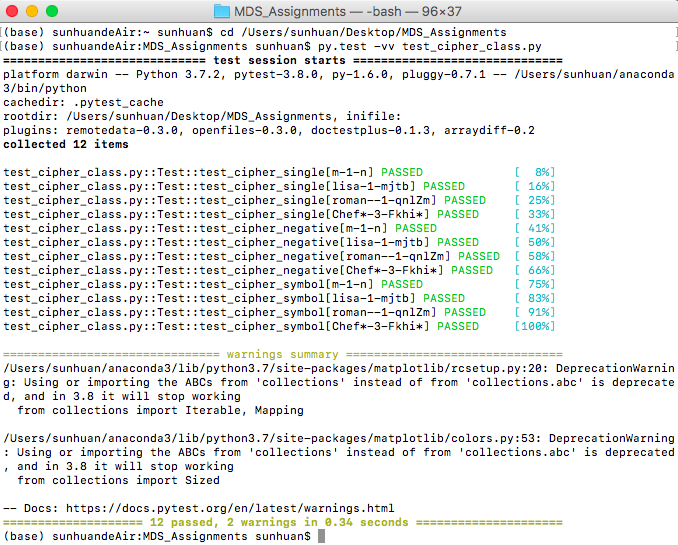 MDS_Assignments — -bash — 96×37
(base) sunhuandeAir:~ sunhuan$ cd /Users/sunhuan/Desktop/MDS_Assignments
(base) sunhuandeAir:MDS_Assignments sunhuan$ py.test -vv test_cipher_class.py
============================= test session starts ==============================
platform darwin -- Python 3.7.2, pytest-3.8.0, py-1.6.0, pluggy-0.7.1 -- /Users/sunhuan/anaconda
3/bin/python
cachedir: .pytest_cache
rootdir: /Users/sunhuan/Desktop/MDS_Assignments, inifile:
plugins: remotedata-0.3.0, openfiles-0.3.0, doctestplus-0.1.3, arraydiff-0.2
collected 12 items
test_cipher_class.py::Test::test_cipher_single[m-1-n] PASSED [  8%]
test_cipher_class.py::Test::test_cipher_single[lisa-1-mjtb] PASSED [ 16%]
test_cipher_class.py::Test::test_cipher_single[roman--1-qnlZm] PASSED [ 25%]
test_cipher_class.py::Test::test_cipher_single[Chef*-3-Fkhi*] PASSED [ 33%]
test_cipher_class.py::Test::test_cipher_negative[m-1-n] PASSED [ 41%]
test_cipher_class.py::Test::test_cipher_negative[lisa-1-mjtb] PASSED [ 50%]
test_cipher_class.py::Test::test_cipher_negative[roman--1-qnlZm] PASSED [ 58%]
test_cipher_class.py::Test::test_cipher_negative[Chef*-3-Fkhi*] PASSED [ 66%]
test_cipher_class.py::Test::test_cipher_symbol[m-1-n] PASSED [ 75%]
test_cipher_class.py::Test::test_cipher_symbol[lisa-1-mjtb] PASSED [ 83%]
test_cipher_class.py::Test::test_cipher_symbol[roman--1-qnlZm] PASSED [ 91%]
test_cipher_class.py::Test::test_cipher_symbol[Chef*-3-Fkhi*] PASSED [100%]
=============================== warnings summary ===============================
/Users/sunhuan/anaconda3/lib/python3.7/site-packages/matplotlib/rcsetup.py:20: DeprecationWarnin
g: Using or importing the ABCs from 'collections' instead of from 'collections.abc' is deprecate
d, and in 3.8 it will stop working
  from collections import Iterable, Mapping
/Users/sunhuan/anaconda3/lib/python3.7/site-packages/matplotlib/colors.py:53: DeprecationWarning
: Using or importing the ABCs from 'collections' instead of from 'collections.abc' is deprecated
, and in 3.8 it will stop working
  from collections import Sized
-- Docs: https://docs.pytest.org/en/latest/warnings.html
==================== 12 passed, 2 warnings in 0.34 seconds =====================
(base) sunhuandeAir:MDS_Assignments sunhuan$